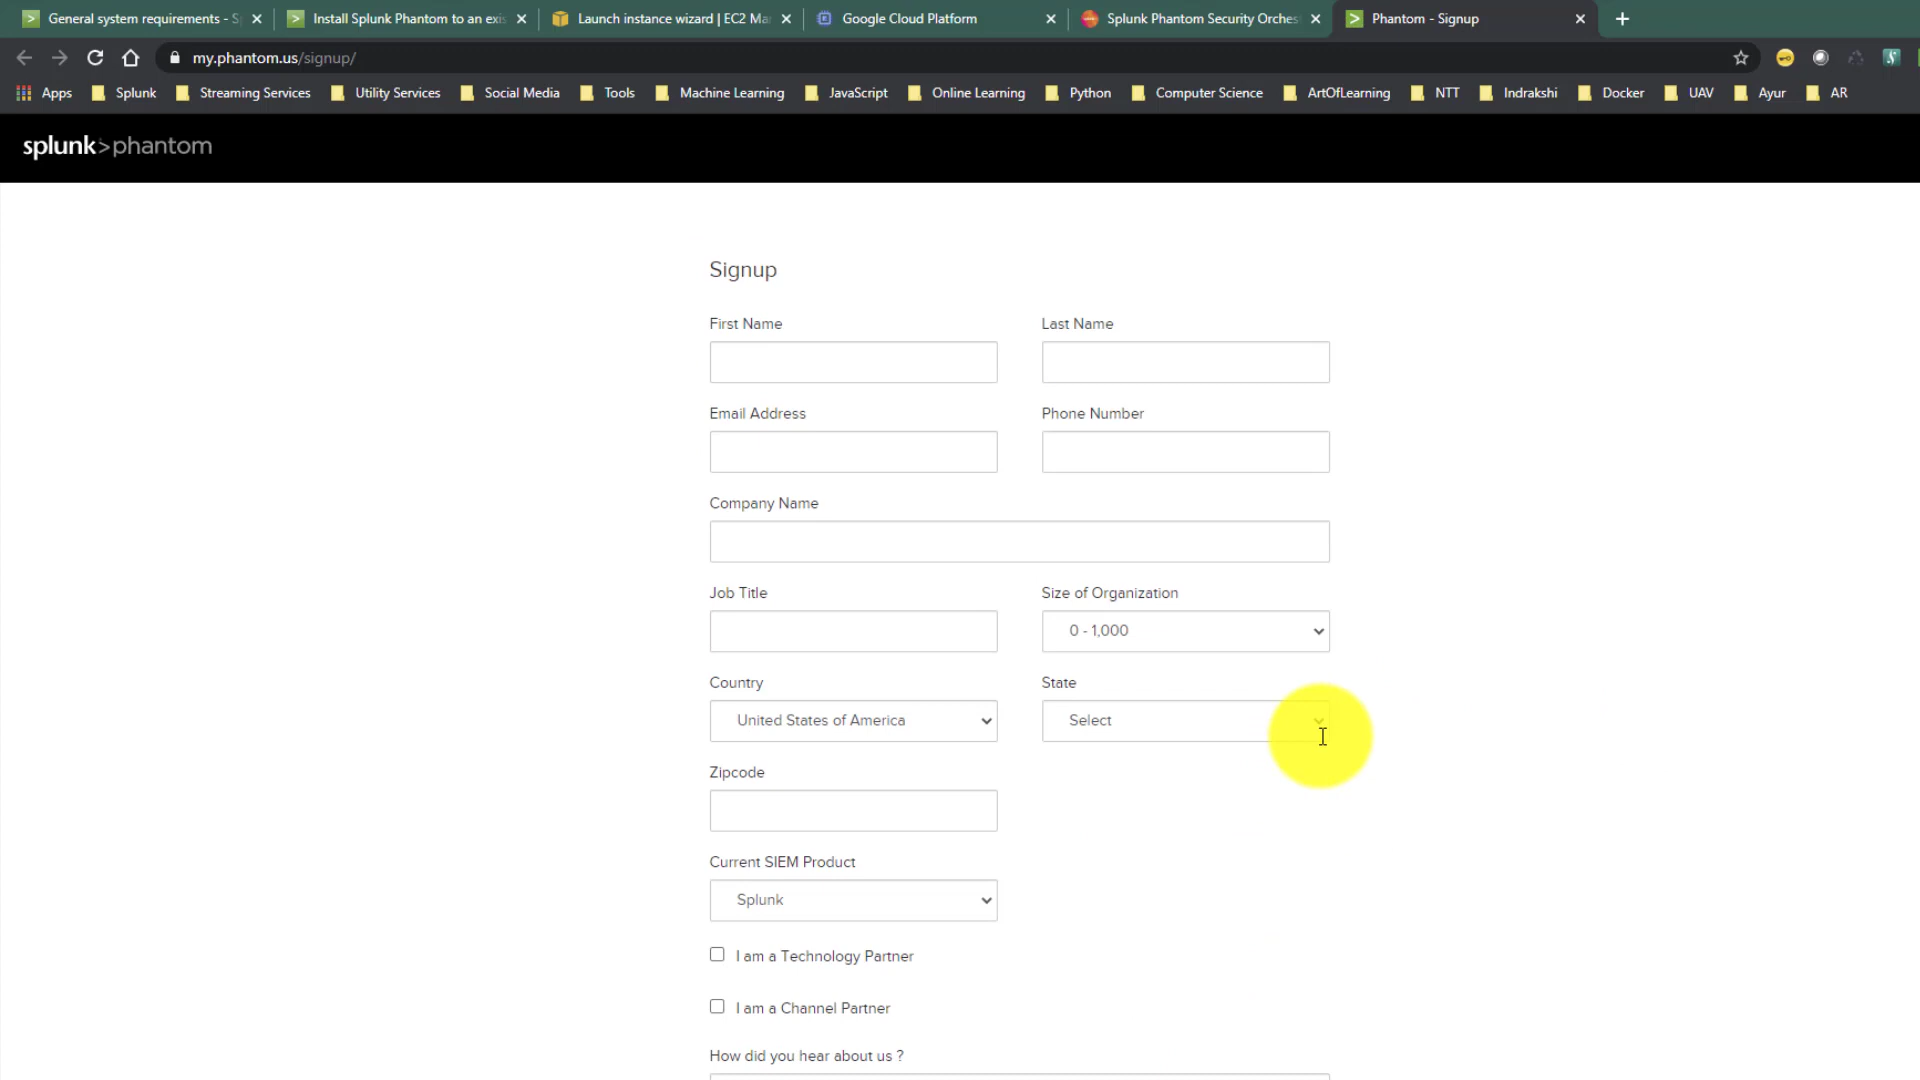 General system requirements - S
Install Splunk Phantom to an exis
Launch instance wizard | EC2 Ma
Google Cloud Platform
Splunk Phantom Security Orches
Phantom - Signup
my.phantom.us/signup/
Apps Splunk Streaming Services Utility Services Social Media Tools Machine Learning JavaScript Online Learning Python Computer Science ArtOfLearning NTT Indrakshi Docker UAV Ayur AR
splunk>phantom
Signup
First Name Last Name
Email Address Phone Number
Company Name
Job Title Size of Organization
0 - 1,000
Country State
United States of America Select
Zipcode
Current SIEM Product
Splunk
I am a Technology Partner
I am a Channel Partner
How did you hear about us ?